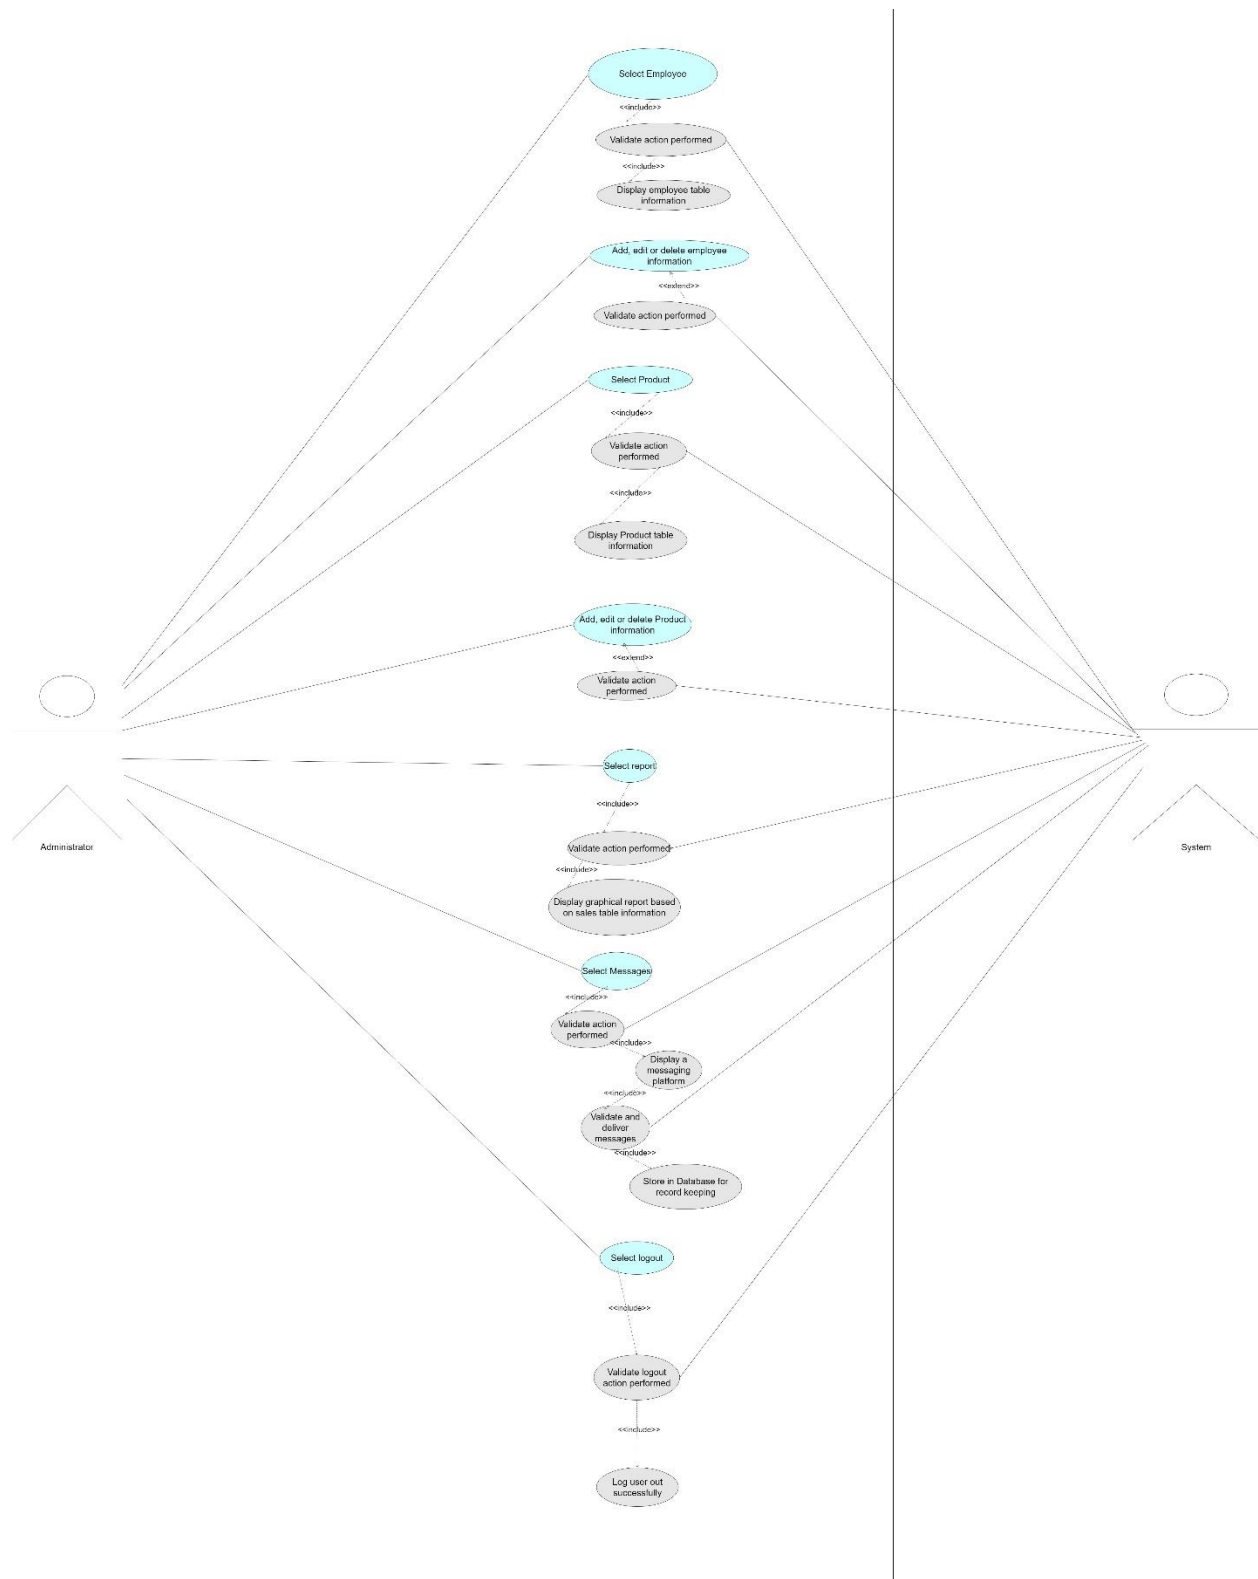 Select Employee
<<include>>
Validate action performed
<<include>>
Display employee table
information
Add, edit or delete employee
information
<<extend>>
Validate action performed
Select Product
<<include>>
Validate action
performed
<<include>>
Display Product table
information
Add, edit or delete Product
information
<<extend>>
Validate action
performed
Select report
<<include>>
Validate action performed
<<include>>
Display graphical report based
on sales table information
Administrator
System
Select Messages
<<include>>
Validate action
performed
<<include>>
Display a
messaging
platform
<<include>>
Validate and
deliver
messages
<<include>>
Store in Database for
record keeping
Select logout
<<include>>
Validate logout
action performed
<<include>>
Log user out
successfully